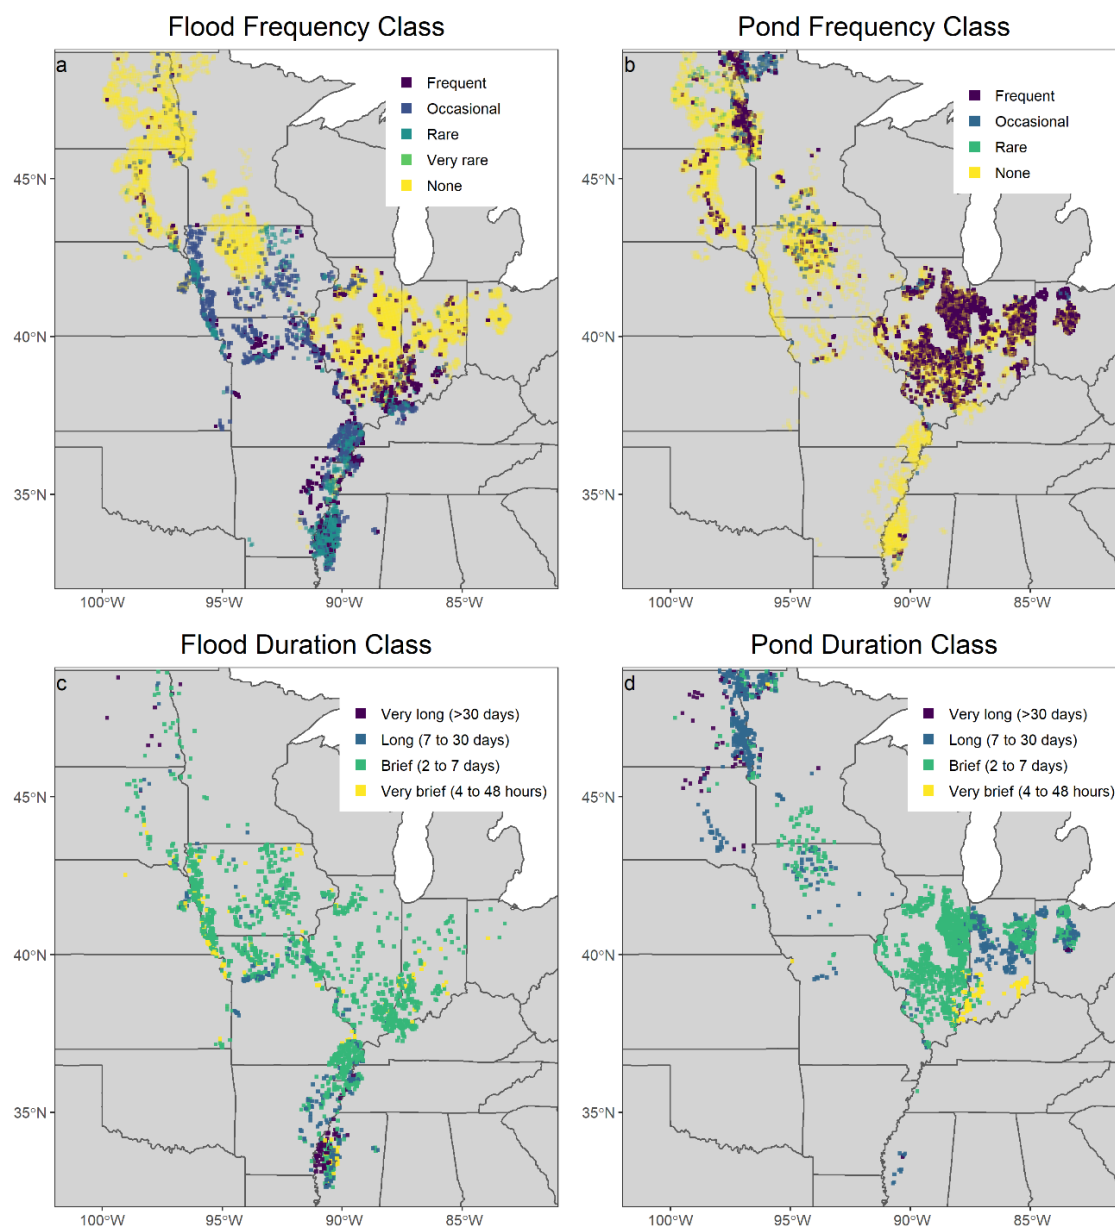 Flood Frequency Class
Pond Frequency Class
a
Frequent
Occasional
Rare
Very rare
None
45°N
40°N
35°N
100°W
95°W
90°W
85°W
b
Frequent
Occasional
Rare
None
45°N
40°N
35°N
100°W
95°W
90°W
85°W
Flood Duration Class
Pond Duration Class
c
Very long (>30 days)
Long (7 to 30 days)
Brief (2 to 7 days)
Very brief (4 to 48 hours)
45°N
40°N
35°N
100°W
95°W
90°W
85°W
d
Very long (>30 days)
Long (7 to 30 days)
Brief (2 to 7 days)
Very brief (4 to 48 hours)
45°N
40°N
35°N
100°W
95°W
90°W
85°W